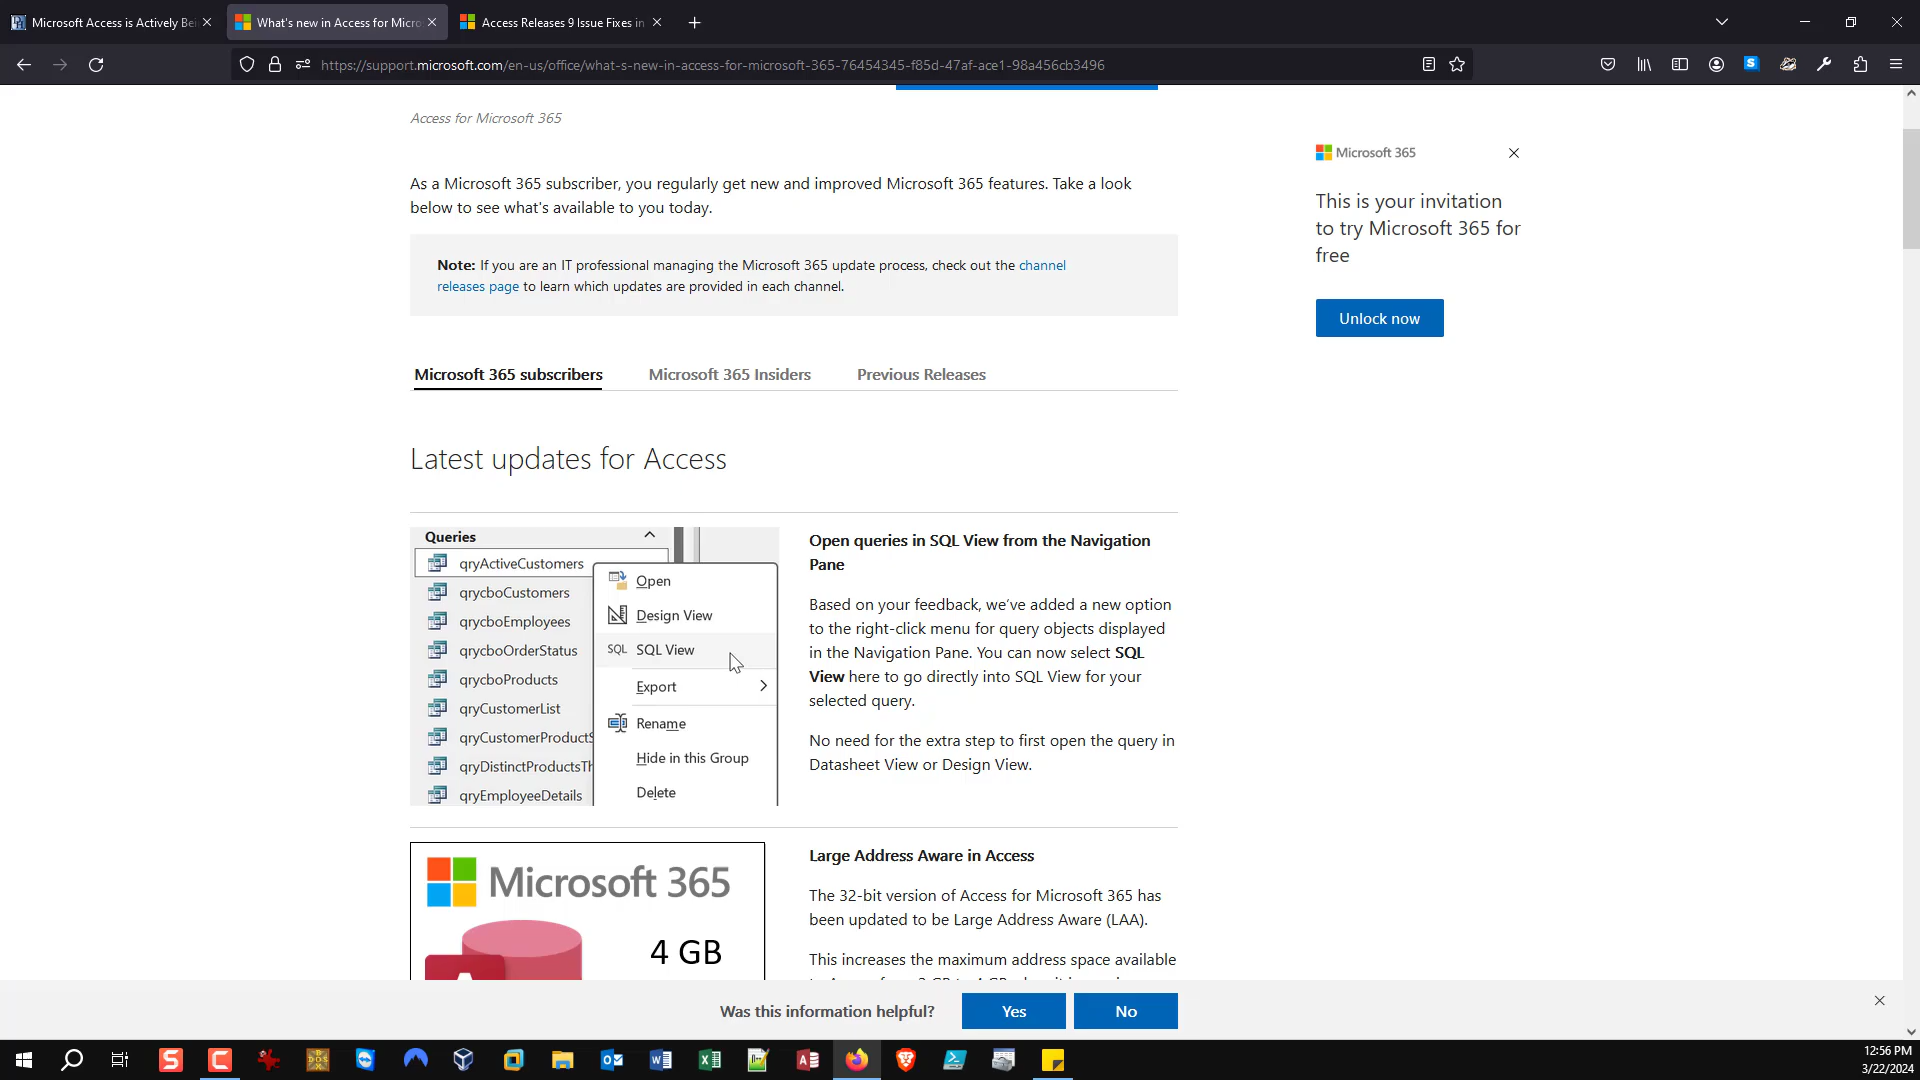 Microsoft Access is Actively Bei
What's new in Access for Micro
Access Releases 9 Issue Fixes in
https://support.microsoft.com/en-us/office/what-s-new-in-access-for-microsoft-365-76454345-f85d-47af-ace1-98a456cb3496
Access for Microsoft 365
As a Microsoft 365 subscriber, you regularly get new and improved Microsoft 365 features. Take a look
below to see what's available to you today.
Note: If you are an IT professional managing the Microsoft 365 update process, check out the channel
releases page to learn which updates are provided in each channel.
Microsoft 365
This is your invitation
to try Microsoft 365 for
free
Unlock now
Microsoft 365 subscribers
Microsoft 365 Insiders
Previous Releases
Latest updates for Access
Queries
qryActiveCustomers
qrycboCustomers
qrycboEmployees
qrycboOrderStatus
qrycboProducts
qryCustomerList
qryCustomerProducts
qryDistinctProductsTh
qryEmployeeDetails
Open
Design View
SQL SQL View
Export
Rename
Hide in this Group
Delete
Open queries in SQL View from the Navigation
Pane
Based on your feedback, we've added a new option
to the right-click menu for query objects displayed
in the Navigation Pane. You can now select SQL
View here to go directly into SQL View for your
selected query.
No need for the extra step to first open the query in
Datasheet View or Design View.
Microsoft 365
4 GB
Large Address Aware in Access
The 32-bit version of Access for Microsoft 365 has
been updated to be Large Address Aware (LAA).
This increases the maximum address space available
Was this information helpful?
Yes
No
12:56 PM
3/22/2024